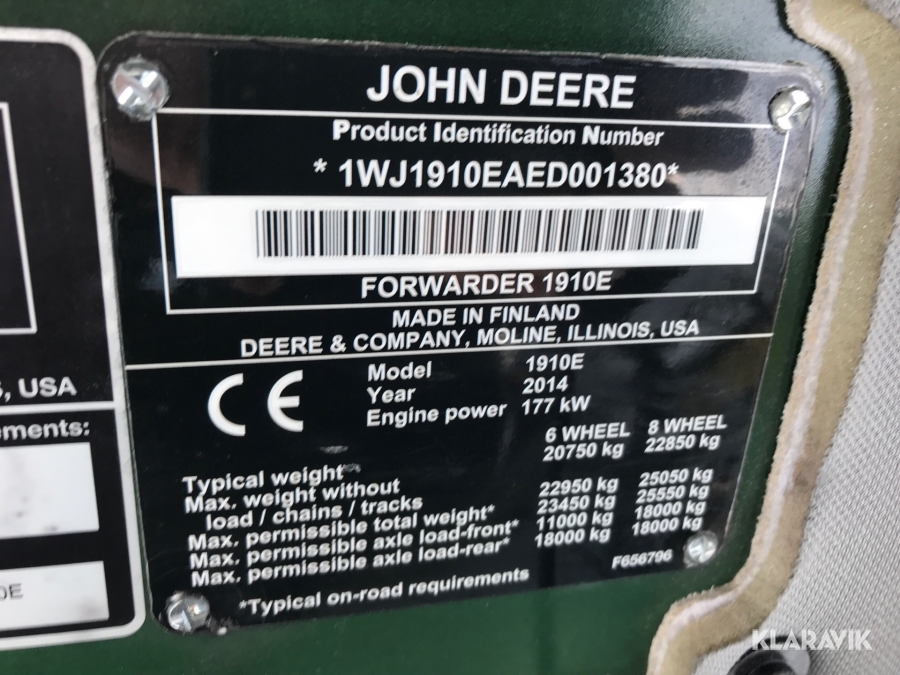 JOHN DEERE
Product Identification Number
* 1WJ1910EAED001380*
FORWARDER 1910E
MADE IN FINLAND
DEERE & COMPANY, MOLINE, ILLINOIS, USA
Model 1910E
Year 2014
Engine power 177 kW
CE
6 WHEEL 8 WHEEL
Typical weight* 20750 kg 22850 kg
Max. weight without
load / chains / tracks 22950 kg 25050 kg
Max. permissible total weight* 23450 kg 25550 kg
Max. permissible axle load-front* 11000 kg 18000 kg
Max. permissible axle load-rear* 18000 kg 18000 kg
*Typical on-road requirements
F656796
, USA
ements:
0E
KLARAVIK